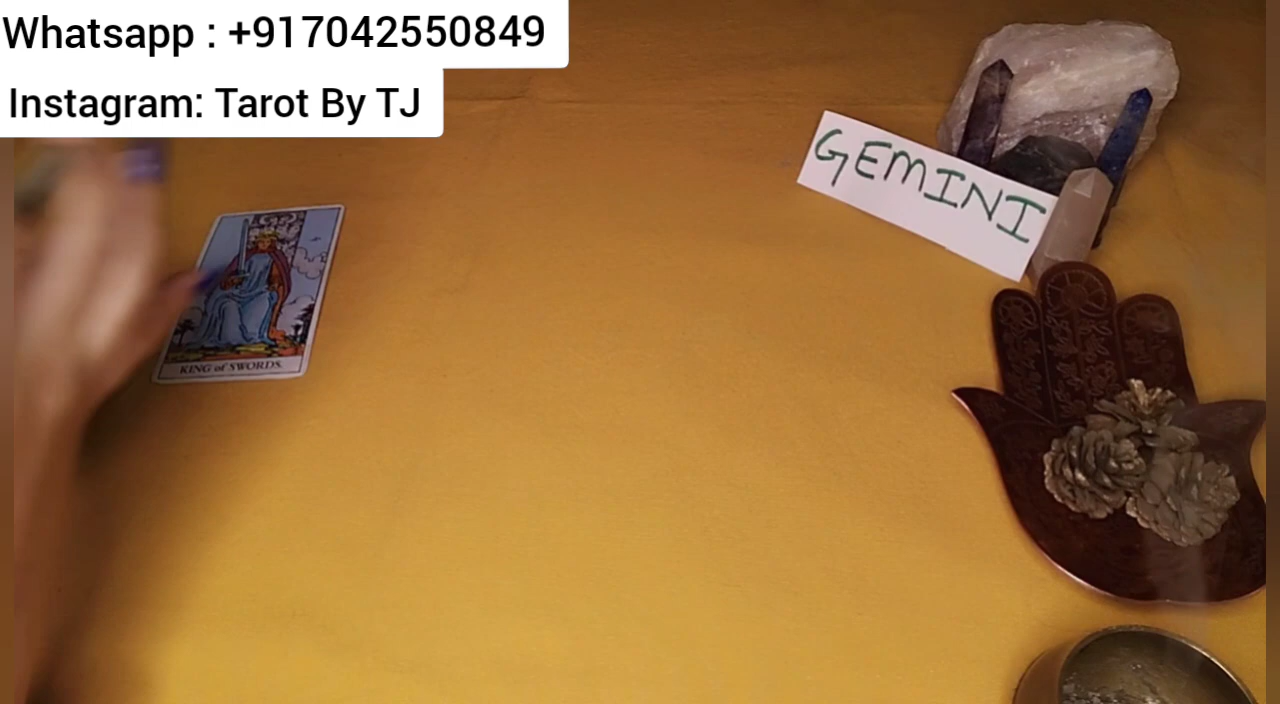 Whatsapp : +917042550849
Instagram: Tarot By TJ
GEMINI
KING of SWORDS.